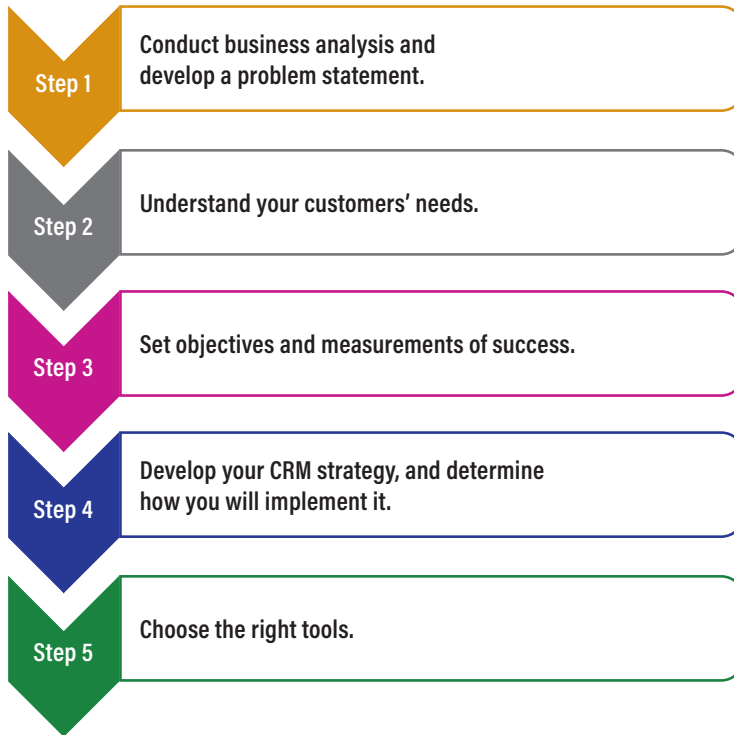 Step 1
Conduct business analysis and
develop a problem statement.
Step 2
Understand your customers’ needs.
Step 3
Set objectives and measurements of success.
Step 4
Develop your CRM strategy, and determine
how you will implement it.
Step 5
Choose the right tools.